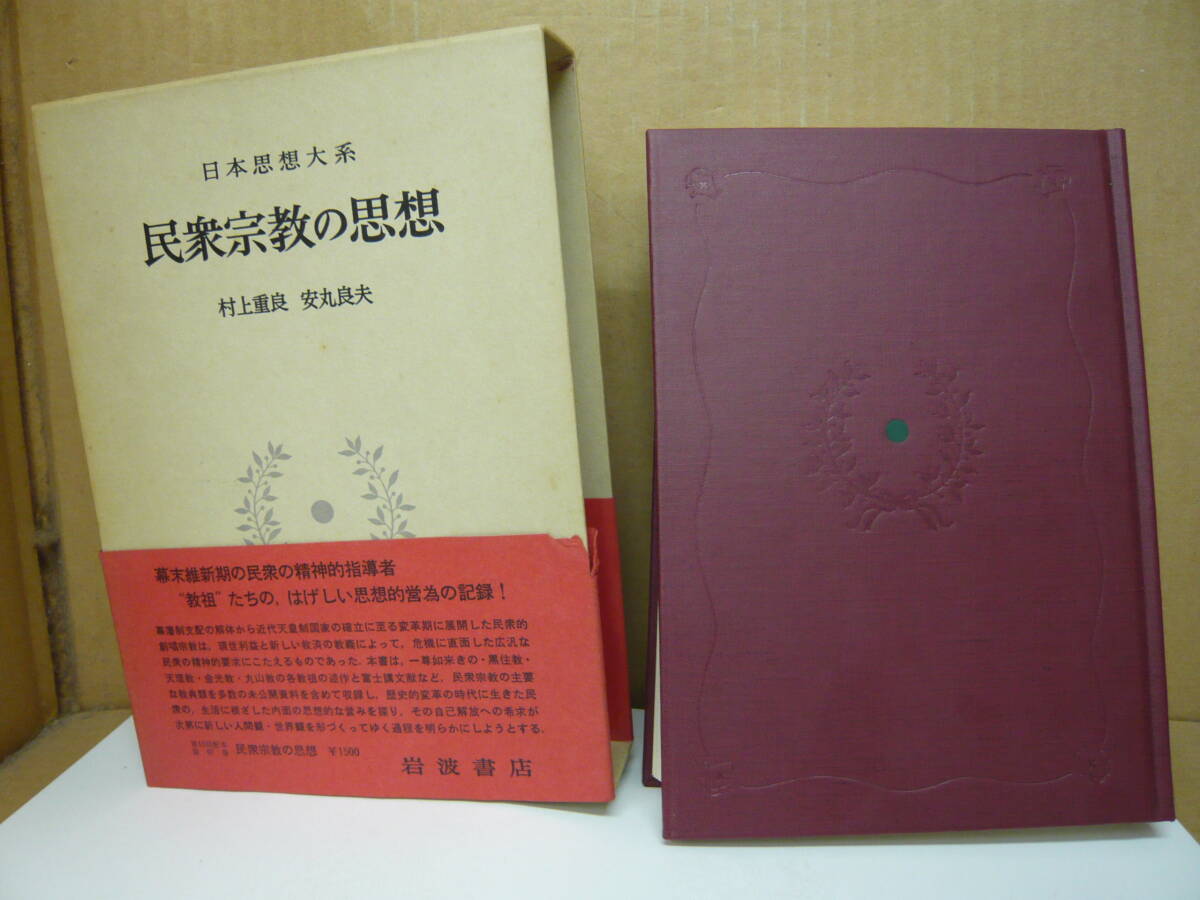 日本思想大系
民衆宗教の思想
村上重良 安丸良夫
幕末維新期の民衆の精神的指導者
“教祖”たちの, はげしい思想的営為の記録！
幕藩制支配の解体から近代天皇制国家の確立に至る変革期に展開した民衆的
創唱宗教は, 現世利益と新しい救済の教義によって, 危機に直面した広汎な
民衆の精神的要求にこたえるものであった. 本書は, 一尊如来きの・黒住教・
天理教・金光教・丸山教の各教祖の述作と富士講文献など, 民衆宗教の主要
な教典類を多数の未公開資料を含めて収録し, 歴史的変革の時代に生きた民
衆の, 生活に根ざした内面の思想的な営みを探り, その自己解放への希求が
次第に新しい人間観・世界観を形づくってゆく過程を明らかにしようとする.
民衆宗教の思想 ￥1500
岩波書店